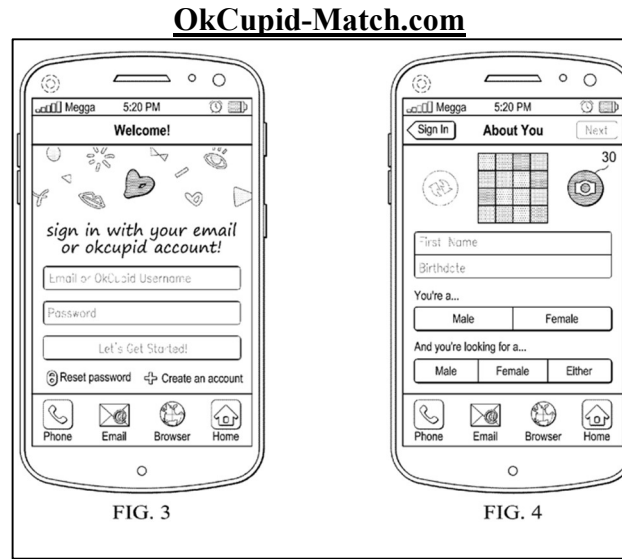 OkCupid-Match.com
Megga 5:20 PM
Welcome!
sign in with your email
or okcupid account!
Email or OkCupid Username
Password
Let's Get Started!
Reset password Create an account
Phone Email Browser Home
FIG. 3
Megga 5:20 PM
Sign In About You Next
30
First Name
Birthdate
You're a...
Male Female
And you're looking for a...
Male Female Either
Phone Email Browser Home
FIG. 4